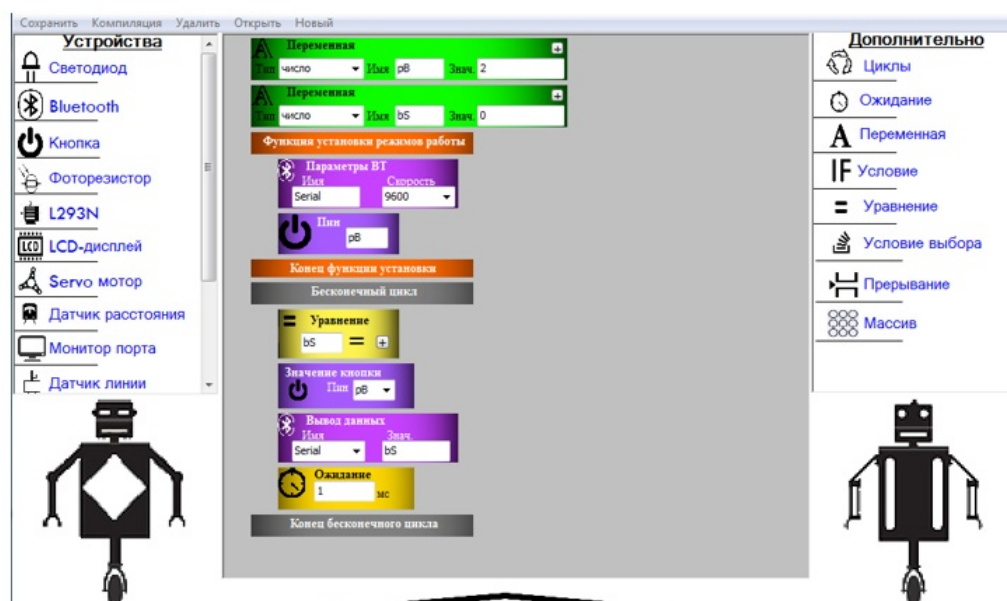 Сохранить Компиляция Удалить Открыть Новый
Устройства
Светодиод
Bluetooth
Кнопка
Фоторезистор
L293N
LCD LCD-дисплей
Servo мотор
Датчик расстояния
Монитор порта
Датчик линии
Переменная
Тип число Имя pB Знач. 2
Переменная
Тип число Имя bS Знач. 0
Функция установки режимов работы
Параметры BT
Имя Скорость
Serial 9600
Пин
pB
Конец функции установки
Бесконечный цикл
Уравнение
bS = +
Значение кнопки
Пин pB
Вывод данных
Имя Знач.
Serial bS
Ожидание
1 мс
Конец бесконечного цикла
Дополнительно
Циклы
Ожидание
A Переменная
IF Условие
= Уравнение
Условие выбора
Прерывание
Массив